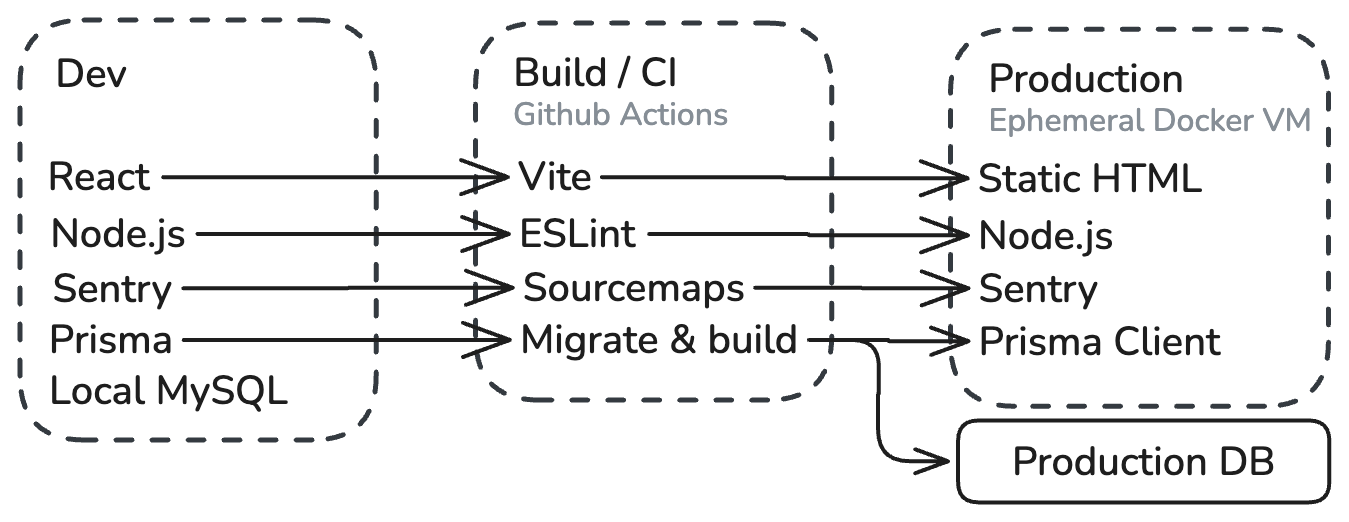 Dev
React
Node.js
Sentry
Prisma
Local MySQL
Build / CI
Github Actions
Vite
ESLint
Sourcemaps
Migrate & build
Production
Ephemeral Docker VM
Static HTML
Node.js
Sentry
Prisma Client
Production DB